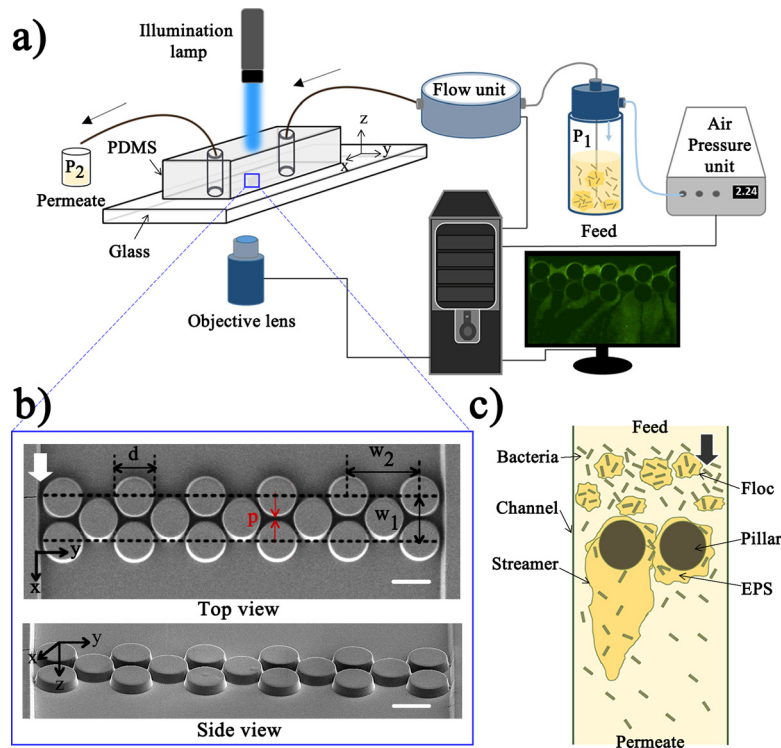 a)
Illumination
lamp
Flow unit
P1
Air
Pressure
unit
2.24
PDMS
z
y
x
P2
Permeate
Glass
Feed
Objective lens
b)
d
w2
p
w1
y
x
Top view
x
y
z
Side view
c)
Feed
Bacteria
Floc
Channel
Pillar
Streamer
EPS
Permeate